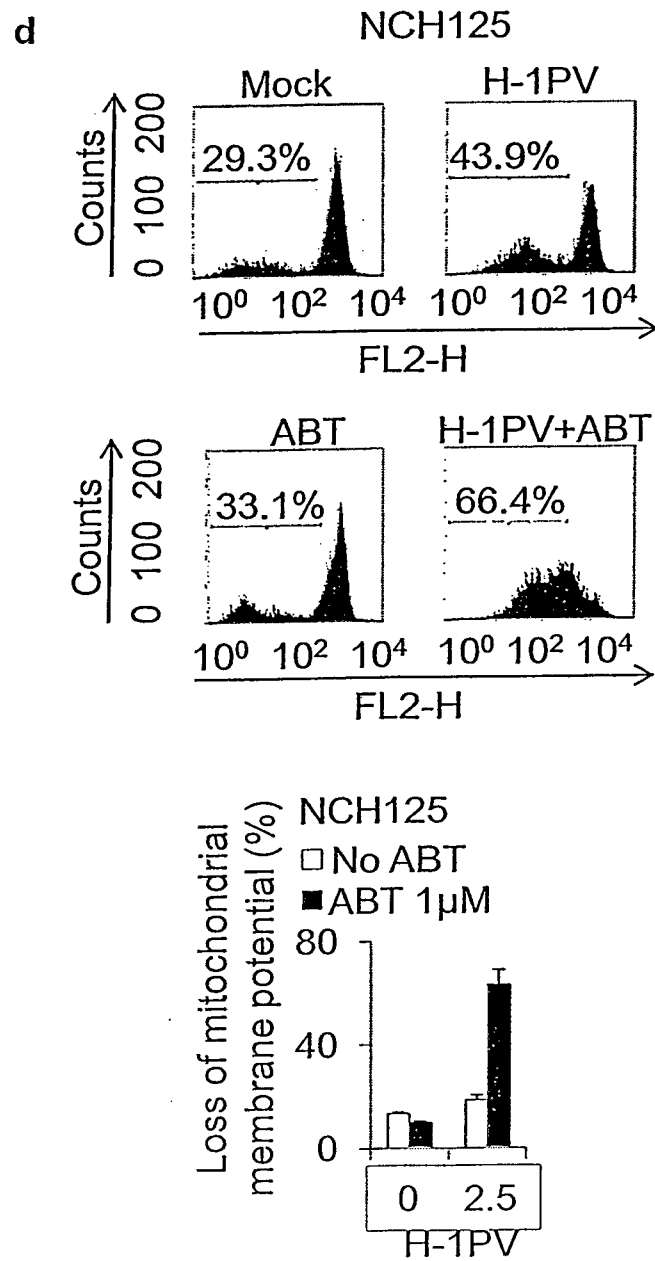 d
NCH125
Mock
H-1PV
Counts
0 100 200
29.3%
43.9%
10⁰ 10² 10⁴
10⁰ 10² 10⁴
FL2-H
ABT
H-1PV+ABT
Counts
0 100 200
33.1%
66.4%
10⁰ 10² 10⁴
10⁰ 10² 10⁴
FL2-H
Loss of mitochondrial
membrane potential (%)
NCH125
No ABT
ABT 1µM
80
40
0
0 2.5
H-1PV